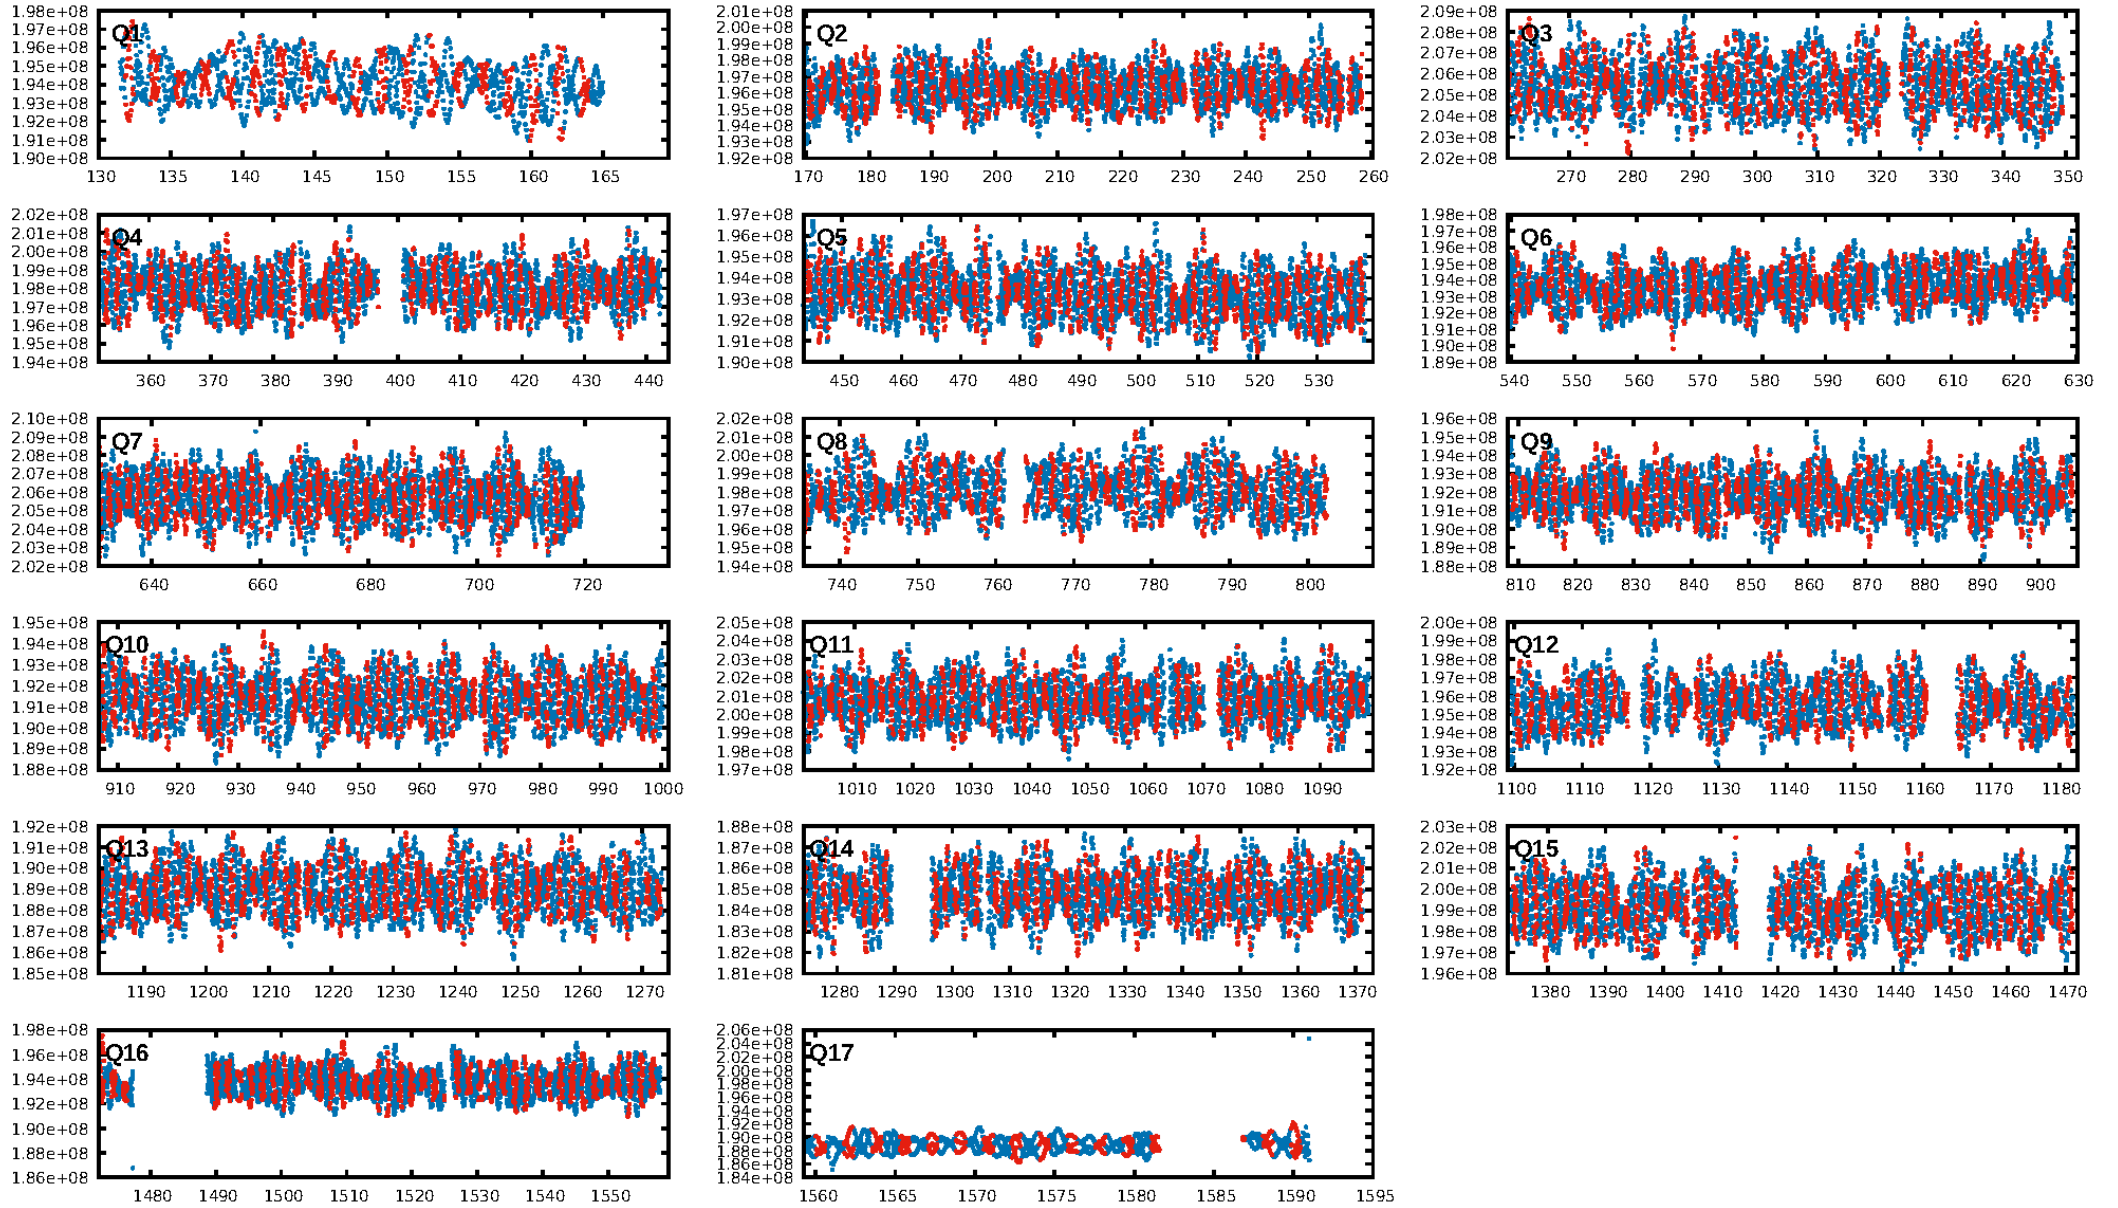 Q1
1.98e+08
1.97e+08
1.96e+08
1.95e+08
1.94e+08
1.93e+08
1.92e+08
1.91e+08
1.90e+08
130 135 140 145 150 155 160 165
Q2
2.01e+08
2.00e+08
1.99e+08
1.98e+08
1.97e+08
1.96e+08
1.95e+08
1.94e+08
1.93e+08
1.92e+08
170 180 190 200 210 220 230 240 250 260
Q3
2.09e+08
2.08e+08
2.07e+08
2.06e+08
2.05e+08
2.04e+08
2.03e+08
2.02e+08
270 280 290 300 310 320 330 340 350
Q4
2.02e+08
2.01e+08
2.00e+08
1.99e+08
1.98e+08
1.97e+08
1.96e+08
1.95e+08
1.94e+08
360 370 380 390 400 410 420 430 440
Q5
1.97e+08
1.96e+08
1.95e+08
1.94e+08
1.93e+08
1.92e+08
1.91e+08
1.90e+08
450 460 470 480 490 500 510 520 530
Q6
1.98e+08
1.97e+08
1.96e+08
1.95e+08
1.94e+08
1.93e+08
1.92e+08
1.91e+08
1.90e+08
1.89e+08
540 550 560 570 580 590 600 610 620 630
Q7
2.10e+08
2.09e+08
2.08e+08
2.07e+08
2.06e+08
2.05e+08
2.04e+08
2.03e+08
2.02e+08
640 660 680 700 720
Q8
2.02e+08
2.01e+08
2.00e+08
1.99e+08
1.98e+08
1.97e+08
1.96e+08
1.95e+08
1.94e+08
740 750 760 770 780 790 800
Q9
1.96e+08
1.95e+08
1.94e+08
1.93e+08
1.92e+08
1.91e+08
1.90e+08
1.89e+08
1.88e+08
810 820 830 840 850 860 870 880 890 900
Q10
1.95e+08
1.94e+08
1.93e+08
1.92e+08
1.91e+08
1.90e+08
1.89e+08
1.88e+08
910 920 930 940 950 960 970 980 990 1000
Q11
2.05e+08
2.04e+08
2.03e+08
2.02e+08
2.01e+08
2.00e+08
1.99e+08
1.98e+08
1.97e+08
1010 1020 1030 1040 1050 1060 1070 1080 1090
Q12
2.00e+08
1.99e+08
1.98e+08
1.97e+08
1.96e+08
1.95e+08
1.94e+08
1.93e+08
1.92e+08
1100 1110 1120 1130 1140 1150 1160 1170 1180
Q13
1.92e+08
1.91e+08
1.90e+08
1.89e+08
1.88e+08
1.87e+08
1.86e+08
1.85e+08
1190 1200 1210 1220 1230 1240 1250 1260 1270
Q14
1.88e+08
1.87e+08
1.86e+08
1.85e+08
1.84e+08
1.83e+08
1.82e+08
1.81e+08
1280 1290 1300 1310 1320 1330 1340 1350 1360 1370
Q15
2.03e+08
2.02e+08
2.01e+08
2.00e+08
1.99e+08
1.98e+08
1.97e+08
1.96e+08
1380 1390 1400 1410 1420 1430 1440 1450 1460 1470
Q16
1.98e+08
1.96e+08
1.94e+08
1.92e+08
1.90e+08
1.88e+08
1.86e+08
1480 1490 1500 1510 1520 1530 1540 1550
Q17
2.06e+08
2.04e+08
2.02e+08
2.00e+08
1.98e+08
1.96e+08
1.94e+08
1.92e+08
1.90e+08
1.88e+08
1.86e+08
1.84e+08
1560 1565 1570 1575 1580 1585 1590 1595